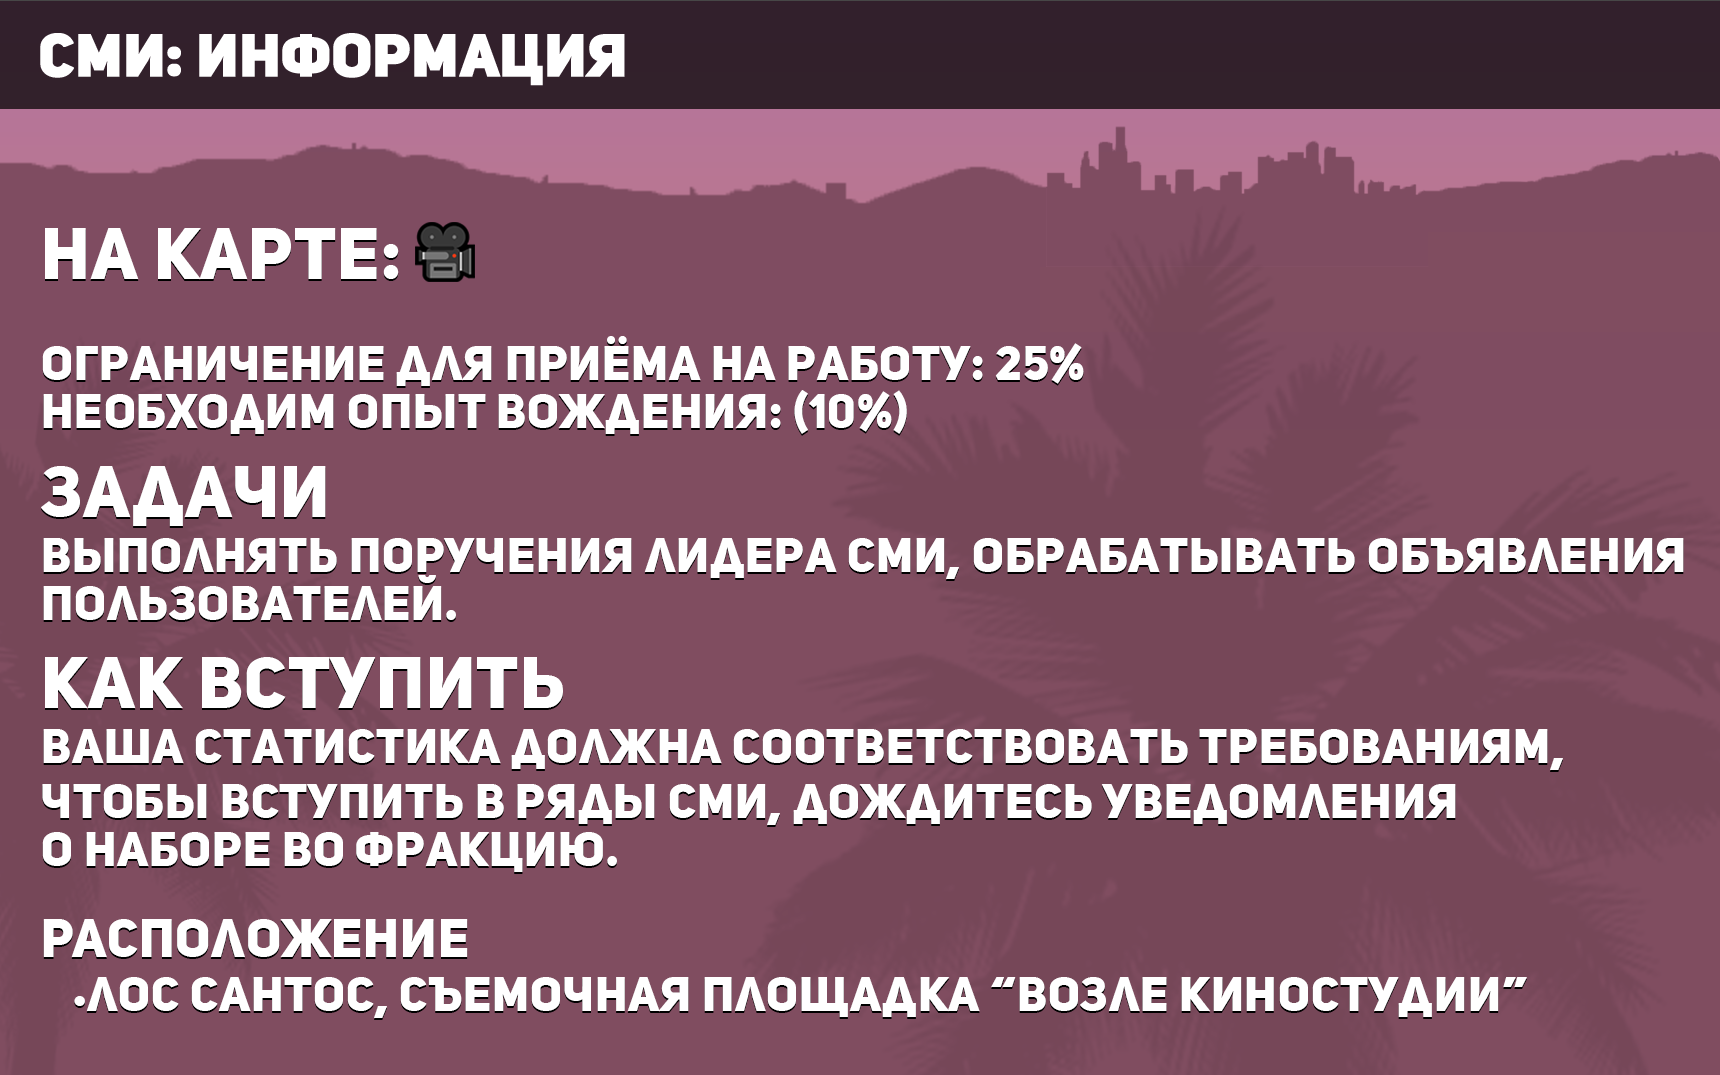 СМИ: ИНФОРМАЦИЯ
НА КАРТЕ:
ОГРАНИЧЕНИЕ ДЛЯ ПРИЁМА НА РАБОТУ: 25%
НЕОБХОДИМ ОПЫТ ВОЖДЕНИЯ: (10%)
ЗАДАЧИ
ВЫПОЛНЯТЬ ПОРУЧЕНИЯ ЛИДЕРА СМИ, ОБРАБАТЫВАТЬ ОБЪЯВЛЕНИЯ
ПОЛЬЗОВАТЕЛЕЙ.
КАК ВСТУПИТЬ
ВАША СТАТИСТИКА ДОЛЖНА СООТВЕТСТВОВАТЬ ТРЕБОВАНИЯМ,
ЧТОБЫ ВСТУПИТЬ В РЯДЫ СМИ, ДОЖДИТЕСЬ УВЕДОМЛЕНИЯ
О НАБОРЕ ВО ФРАКЦИЮ.
РАСПОЛОЖЕНИЕ
•ЛОС САНТОС, СЪЕМОЧНАЯ ПЛОЩАДКА “ВОЗЛЕ КИНОСТУДИИ”